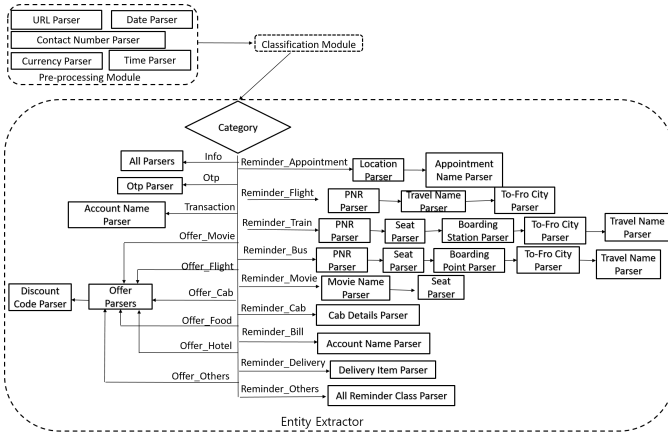 URL Parser
Date Parser
Contact Number Parser
Currency Parser
Time Parser
Pre-processing Module
Classification Module
Category
Info
All Parsers
Otp
Otp Parser
Transaction
Account Name
Parser
Offer_Movie
Offer_Flight
Offer_Cab
Offer_Food
Offer_Hotel
Offer_Others
Offer
Parsers
Discount
Code Parser
Reminder_Appointment
Location
Parser
Appointment
Name Parser
Reminder_Flight
PNR
Parser
Travel Name
Parser
To-Fro City
Parser
Reminder_Train
PNR
Parser
Seat
Parser
Boarding
Station Parser
To-Fro City
Parser
Travel Name
Parser
Reminder_Bus
PNR
Parser
Seat
Parser
Boarding
Point Parser
To-Fro City
Parser
Travel Name
Parser
Reminder_Movie
Movie Name
Parser
Seat
Parser
Reminder_Cab
Cab Details Parser
Reminder_Bill
Account Name Parser
Reminder_Delivery
Delivery Item Parser
Reminder_Others
All Reminder Class Parser
Entity Extractor